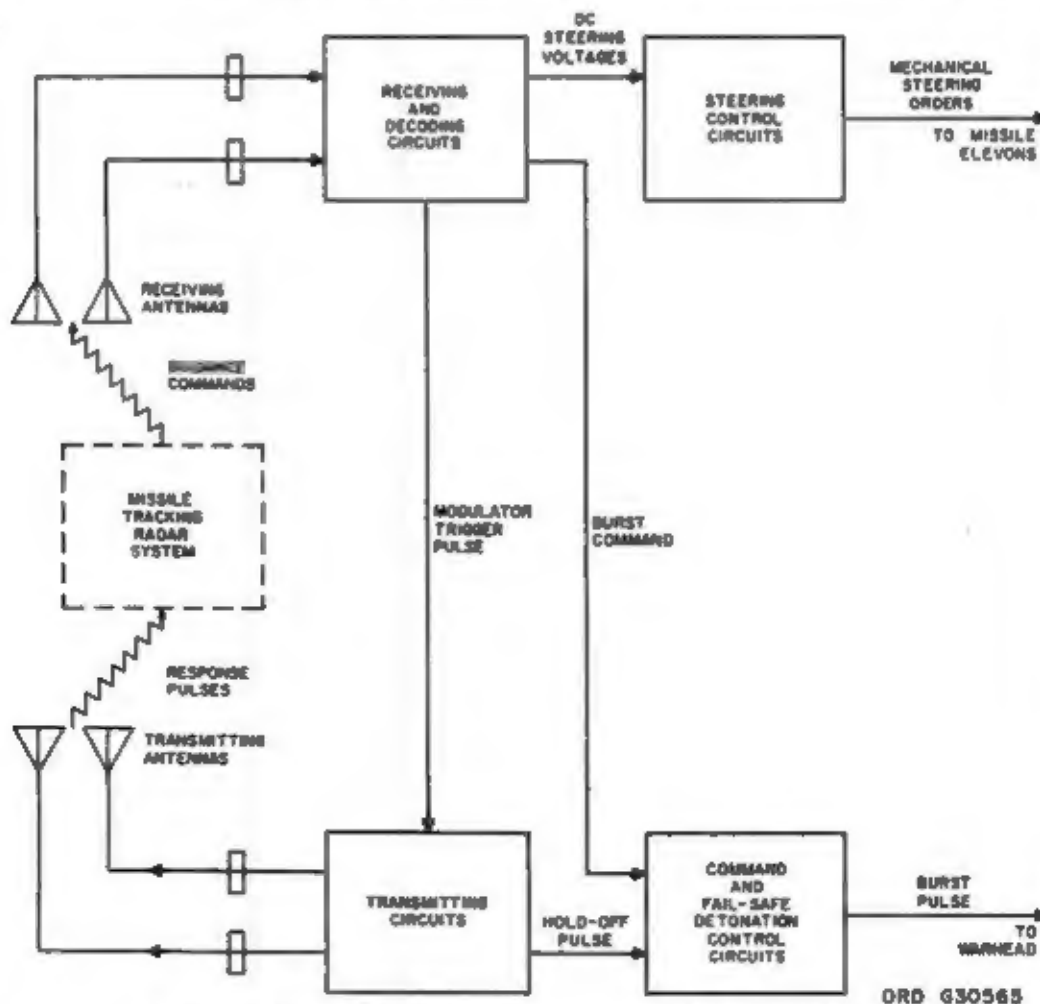 DC
STEERING
VOLTAGES
RECEIVING
AND
DECODING
CIRCUITS
STEERING
CONTROL
CIRCUITS
MECHANICAL
STEERING
ORDERS
TO MISSILE
ELEVONS
RECEIVING
ANTENNAS
COMMANDS
MISSILE
TRACKING
RADAR
SYSTEM
MODULATOR
TRIGGER
PULSE
BURST
COMMAND
RESPONSE
PULSES
TRANSMITTING
ANTENNAS
TRANSMITTING
CIRCUITS
HOLD-OFF
PULSE
COMMAND
AND
FAIL-SAFE
DETONATION
CONTROL
CIRCUITS
BURST
PULSE
TO
WARHEAD
ORD G30565